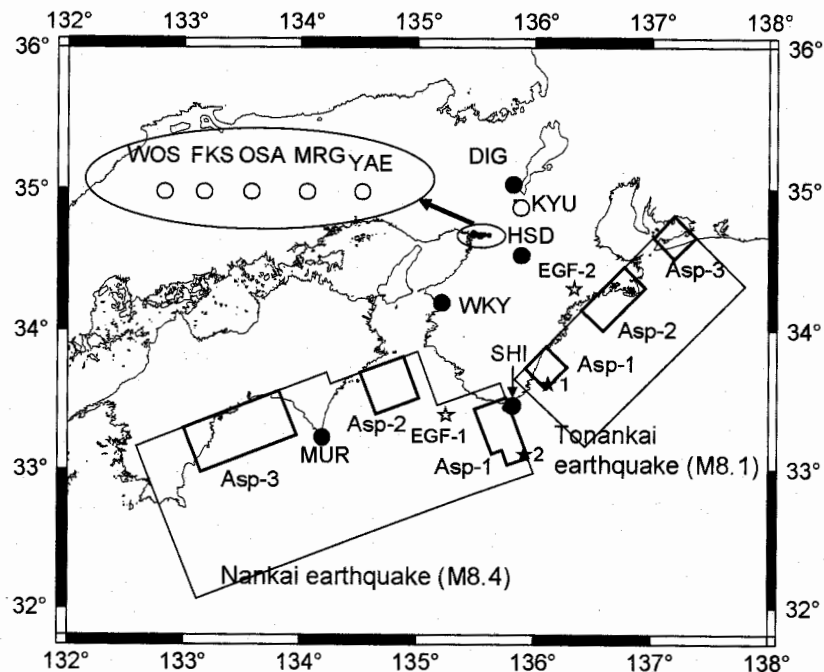 132° 133° 134° 135° 136° 137° 138°
36° 36°
DIG
WOS FKS OSA MRG YAE
35° 35°
KYU
HSD
EGF-2
Asp-3
34° 34°
WKY
Asp-2
SHI
Asp-1
1
Asp-2
EGF-1
MUR
Tonankai
earthquake (M8.1)
Asp-1
2
33° 33°
Asp-3
Nankai earthquake (M8.4)
32° 32°
132° 133° 134° 135° 136° 137° 138°